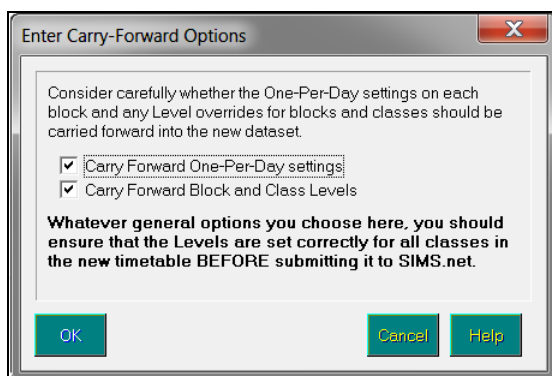 Enter Carry-Forward Options
Consider carefully whether the One-Per-Day settings on each
block and any Level overrides for blocks and classes should be
carried forward into the new dataset.
Carry Forward One-Per-Day settings
Carry Forward Block and Class Levels
Whatever general options you choose here, you should
ensure that the Levels are set correctly for all classes in
the new timetable BEFORE submitting it to SIMS.net.
OK
Cancel
Help